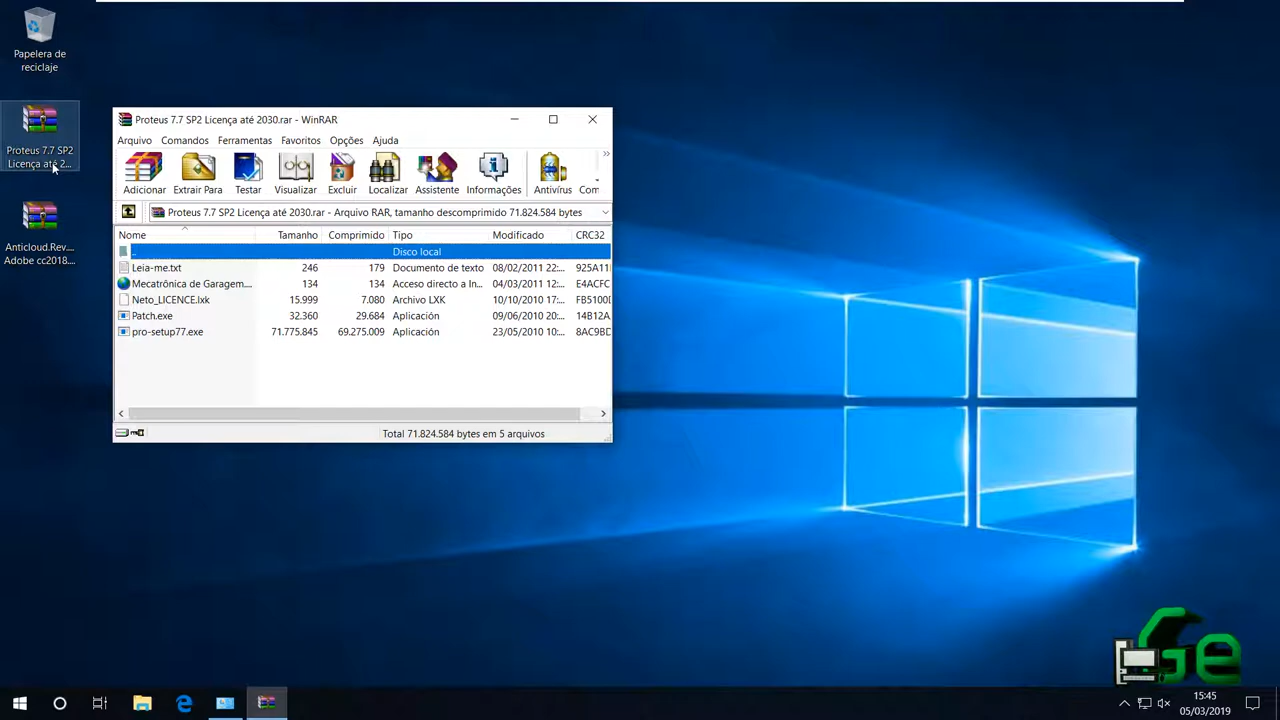 Papelera de
reciclaje
Proteus 7.7 SP2
Licença até 2...
Anticloud.Rev....
Adobe cc2018....
Proteus 7.7 SP2 Licença até 2030.rar - WinRAR
Arquivo Comandos Ferramentas Favoritos Opções Ajuda
Adicionar Extrair Para Testar Visualizar Excluir Localizar Assistente Informações Antivírus Com
Proteus 7.7 SP2 Licença até 2030.rar - Arquivo RAR, tamanho descomprimido 71.824.584 bytes
Nome Tamanho Comprimido Tipo Modificado CRC32
.. Disco local
Leia-me.txt 246 179 Documento de texto 08/02/2011 22:... 925A11
Mecatrônica de Garagem.... 134 134 Acceso directo a In... 04/03/2011 12:... E4ACFC
Neto_LICENCE.lxk 15.999 7.080 Archivo LXK 10/10/2010 17:... FB5100
Patch.exe 32.360 29.684 Aplicación 09/06/2010 20:... 14B12A
pro-setup77.exe 71.775.845 69.275.009 Aplicación 23/05/2010 10:... 8AC9BD
Total 71.824.584 bytes em 5 arquivos
Ge
15:45
05/03/2019